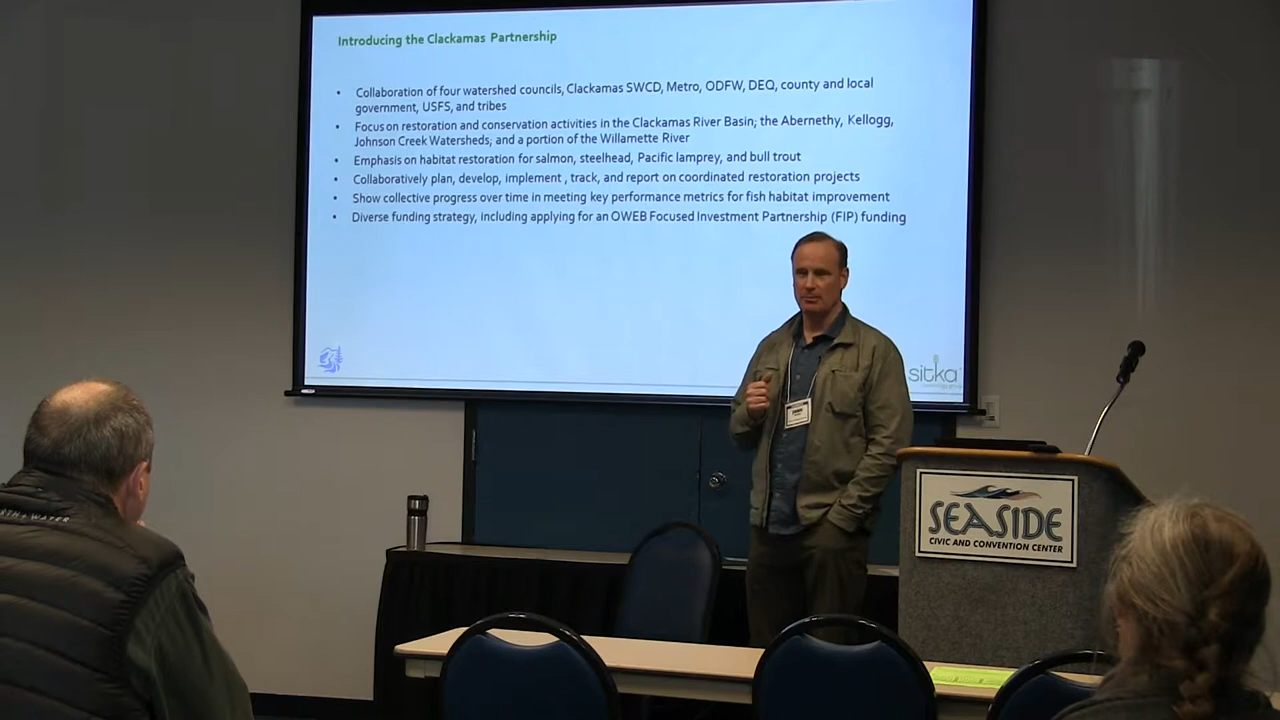 Introducing the Clackamas Partnership
• Collaboration of four watershed councils, Clackamas SWCD, Metro, ODFW, DEQ, county and local
government, USFS, and tribes
• Focus on restoration and conservation activities in the Clackamas River Basin; the Abernethy, Kellogg,
Johnson Creek Watersheds; and a portion of the Willamette River
• Emphasis on habitat restoration for salmon, steelhead, Pacific lamprey, and bull trout
• Collaboratively plan, develop, implement , track, and report on coordinated restoration projects
• Show collective progress over time in meeting key performance metrics for fish habitat improvement
• Diverse funding strategy, including applying for an OWEB Focused Investment Partnership (FIP) funding
sitka
SEASIDE
CIVIC AND CONVENTION CENTER
+ WATER